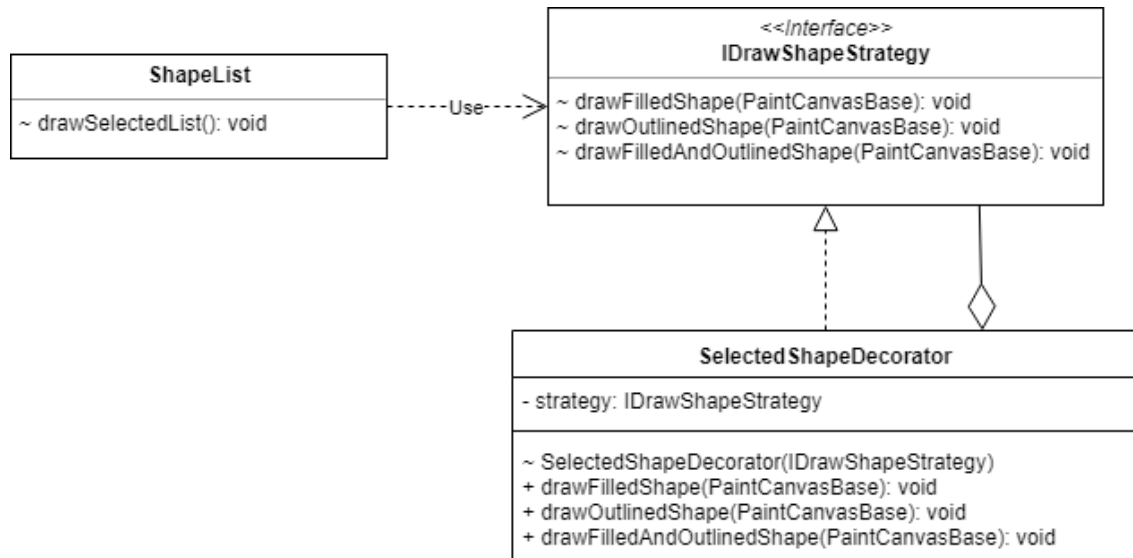 ShapeList
~ drawSelectedList(): void
Use
<<Interface>>
IDrawShapeStrategy
~ drawFilledShape(PaintCanvasBase): void
~ drawOutlinedShape(PaintCanvasBase): void
~ drawFilledAndOutlinedShape(PaintCanvasBase): void
SelectedShapeDecorator
- strategy: IDrawShapeStrategy
~ SelectedShapeDecorator(IDrawShapeStrategy)
+ drawFilledShape(PaintCanvasBase): void
+ drawOutlinedShape(PaintCanvasBase): void
+ drawFilledAndOutlinedShape(PaintCanvasBase): void